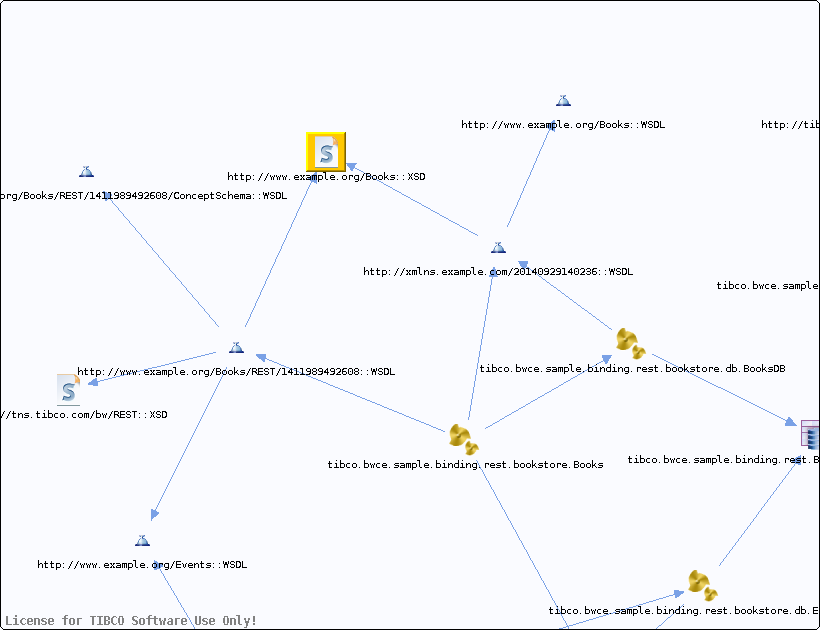 http://www.example.org/Books::WSDL
http://tib
http://www.example.org/Books::XSD
org/Books/REST/1411989492608/ConceptSchema::WSDL
http://xmlns.example.com/20140929140236::WSDL
tibco.bwce.sample
http://www.example.org/Books/REST/1411989492608::WSDL
tibco.bwce.sample.binding.rest.bookstore.db.BooksDB
//tns.tibco.com/bw/REST::XSD
tibco.bwce.sample.binding.rest.bookstore.Books
tibco.bwce.sample.binding.rest.B
http://www.example.org/Events::WSDL
tibco.bwce.sample.binding.rest.bookstore.db.E
License for TIBCO Software Use Only!